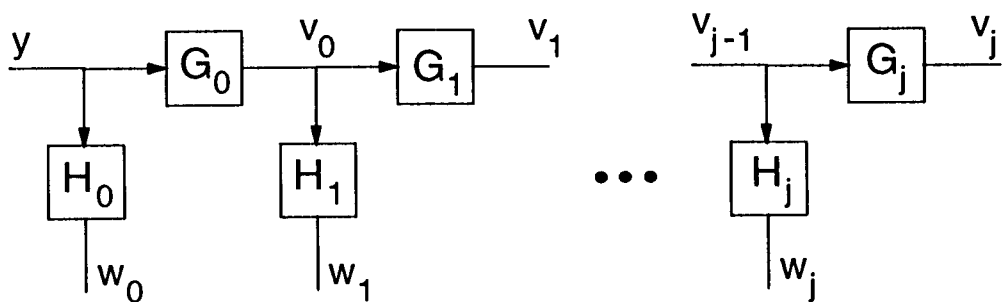 y
G₀
v₀
G₁
v₁
vⱼ₋₁
Gⱼ
vⱼ
H₀
H₁
Hⱼ
w₀
w₁
wⱼ